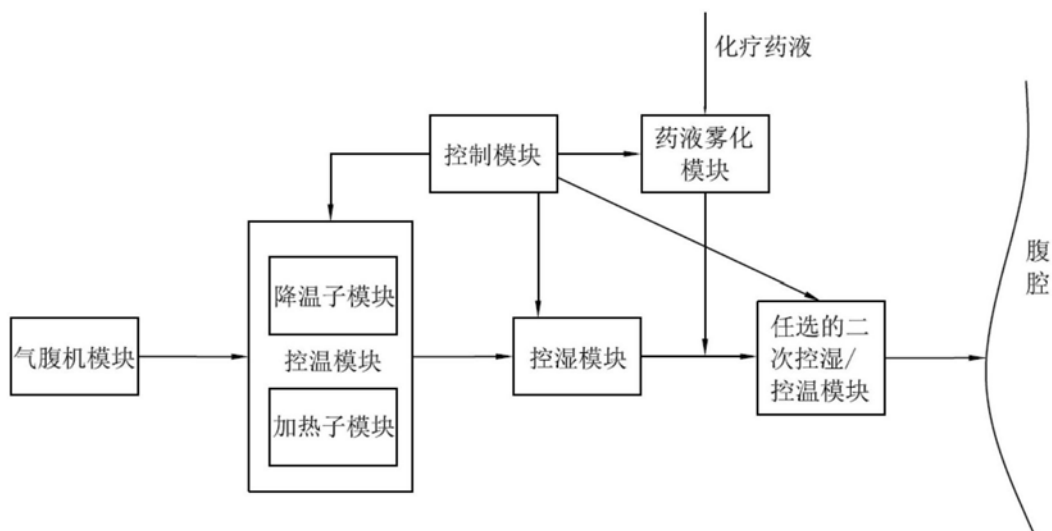 化疗药液
控制模块
药液雾化
模块
降温子模块
控温模块
加热子模块
气腹机模块
控湿模块
任选的二
次控湿/
控温模块
腹
腔